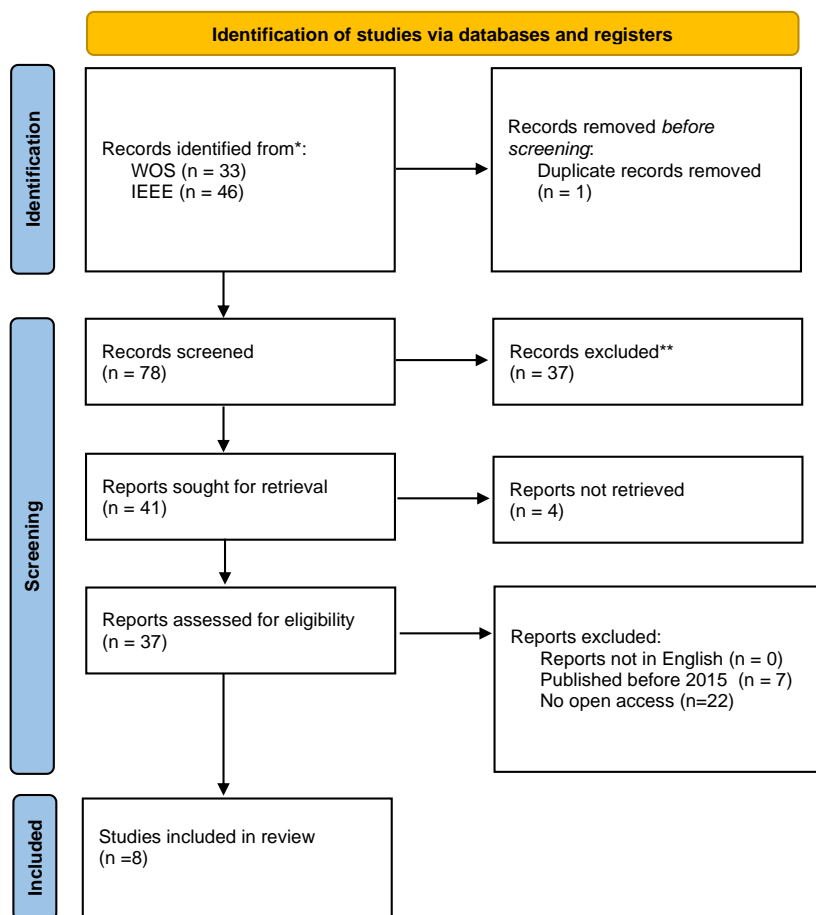 Identification of studies via databases and registers
Identification
Records identified from*:
WOS (n = 33)
IEEE (n = 46)
Records removed before
screening:
Duplicate records removed
(n = 1)
Screening
Records screened
(n = 78)
Records excluded**
(n = 37)
Reports sought for retrieval
(n = 41)
Reports not retrieved
(n = 4)
Reports assessed for eligibility
(n = 37)
Reports excluded:
Reports not in English (n = 0)
Published before 2015  (n = 7)
No open access (n=22)
Included
Studies included in review
(n =8)